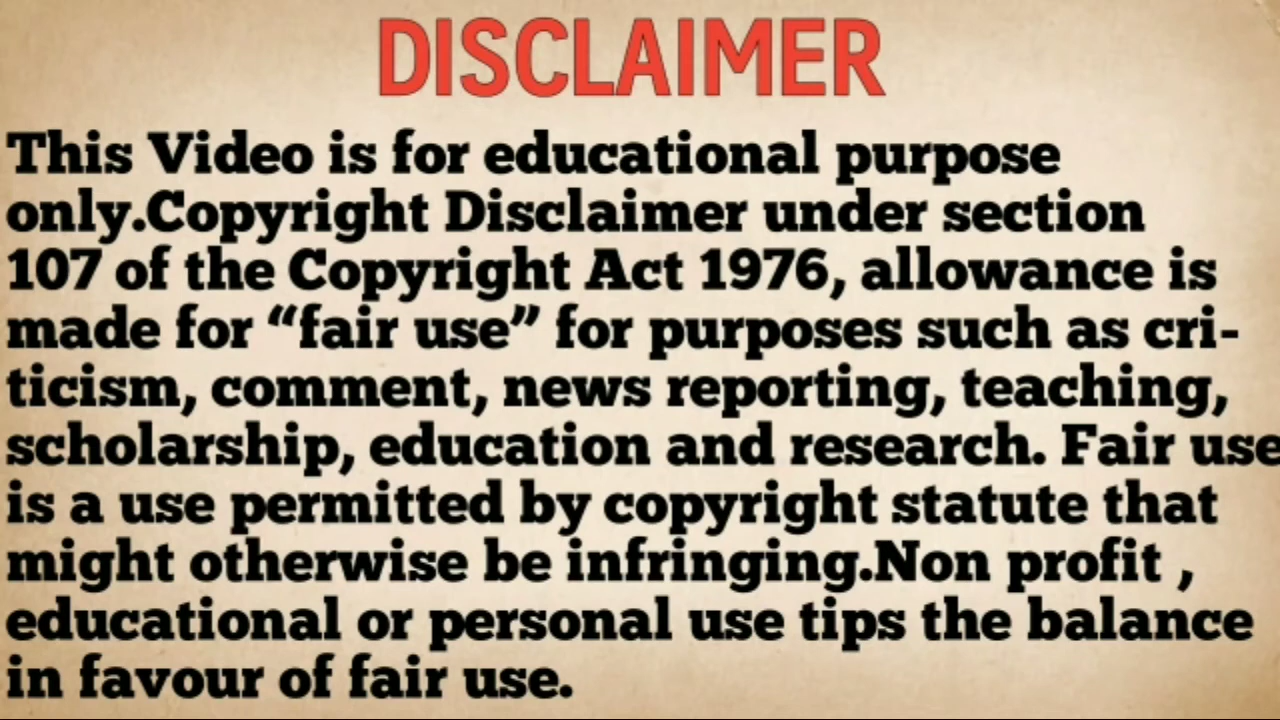 DISCLAIMER
This Video is for educational purpose
only.Copyright Disclaimer under section
107 of the Copyright Act 1976, allowance is
made for “fair use” for purposes such as cri-
ticism, comment, news reporting, teaching,
scholarship, education and research. Fair use
is a use permitted by copyright statute that
might otherwise be infringing.Non profit ,
educational or personal use tips the balance
in favour of fair use.